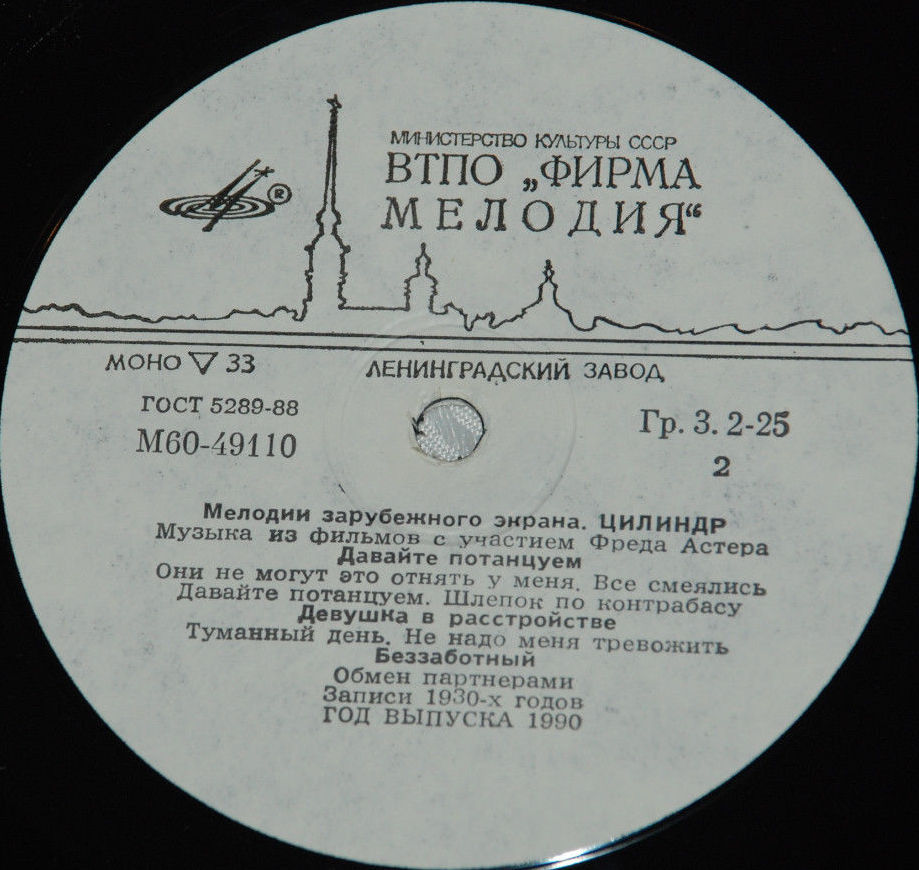 МИНИСТЕРСТВО КУЛЬТУРЫ СССР
ВТПО „ФИРМА
МЕЛОДИЯ“
®
МОНО ▽ 33
ЛЕНИНГРАДСКИЙ ЗАВОД
ГОСТ 5289-88
М60-49110
Гр. 3. 2-25
2
Мелодии зарубежного экрана. ЦИЛИНДР
Музыка из фильмов с участием Фреда Астера
Давайте потанцуем
Они не могут это отнять у меня. Все смеялись
Давайте потанцуем. Шлепок по контрабасу
Девушка в расстройстве
Туманный день. Не надо меня тревожить
Беззаботный
Обмен партнерами
Записи 1930-х годов
ГОД ВЫПУСКА 1990